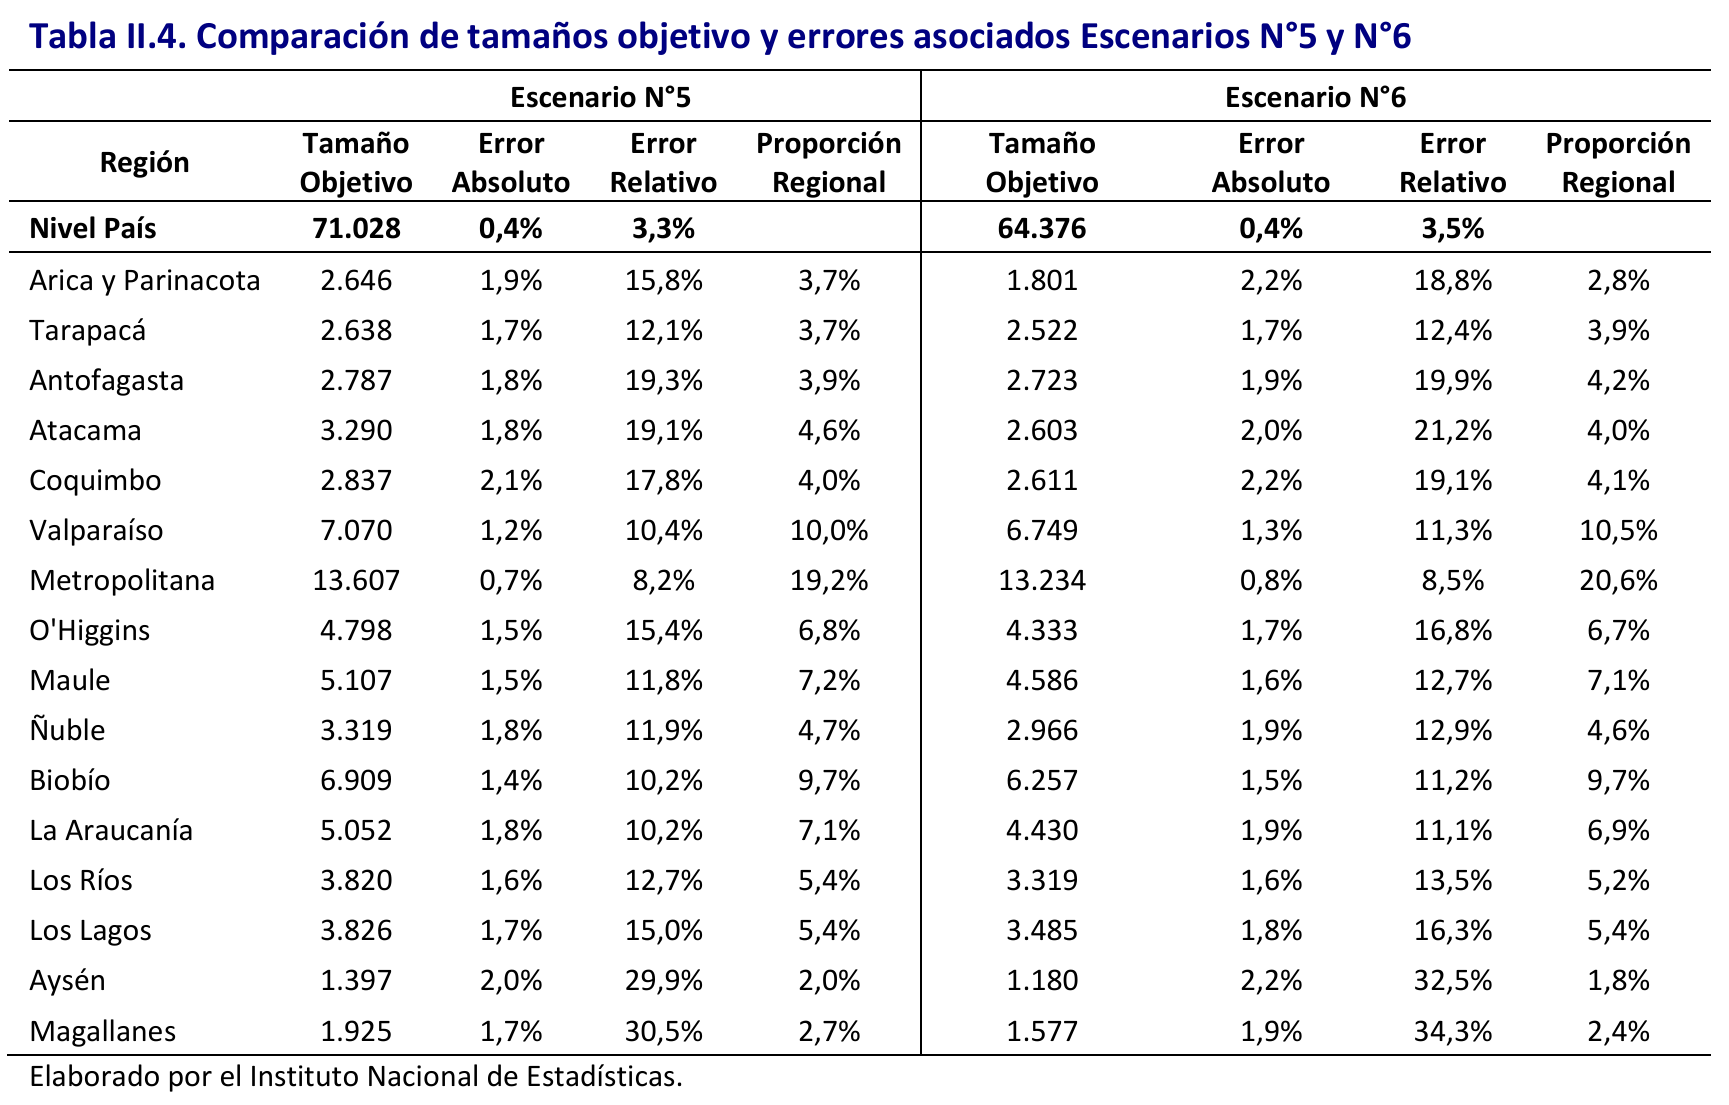 Tabla II.4. Comparación de tamaños objetivo y errores asociados Escenarios N°5 y N°6
Escenario N°5 Escenario N°6
Región Tamaño Objetivo Error Absoluto Error Relativo Proporción Regional Tamaño Objetivo Error Absoluto Error Relativo Proporción Regional
Nivel País 71.028 0,4% 3,3% 64.376 0,4% 3,5%
Arica y Parinacota 2.646 1,9% 15,8% 3,7% 1.801 2,2% 18,8% 2,8%
Tarapacá 2.638 1,7% 12,1% 3,7% 2.522 1,7% 12,4% 3,9%
Antofagasta 2.787 1,8% 19,3% 3,9% 2.723 1,9% 19,9% 4,2%
Atacama 3.290 1,8% 19,1% 4,6% 2.603 2,0% 21,2% 4,0%
Coquimbo 2.837 2,1% 17,8% 4,0% 2.611 2,2% 19,1% 4,1%
Valparaíso 7.070 1,2% 10,4% 10,0% 6.749 1,3% 11,3% 10,5%
Metropolitana 13.607 0,7% 8,2% 19,2% 13.234 0,8% 8,5% 20,6%
O'Higgins 4.798 1,5% 15,4% 6,8% 4.333 1,7% 16,8% 6,7%
Maule 5.107 1,5% 11,8% 7,2% 4.586 1,6% 12,7% 7,1%
Ñuble 3.319 1,8% 11,9% 4,7% 2.966 1,9% 12,9% 4,6%
Biobío 6.909 1,4% 10,2% 9,7% 6.257 1,5% 11,2% 9,7%
La Araucanía 5.052 1,8% 10,2% 7,1% 4.430 1,9% 11,1% 6,9%
Los Ríos 3.820 1,6% 12,7% 5,4% 3.319 1,6% 13,5% 5,2%
Los Lagos 3.826 1,7% 15,0% 5,4% 3.485 1,8% 16,3% 5,4%
Aysén 1.397 2,0% 29,9% 2,0% 1.180 2,2% 32,5% 1,8%
Magallanes 1.925 1,7% 30,5% 2,7% 1.577 1,9% 34,3% 2,4%
Elaborado por el Instituto Nacional de Estadísticas.